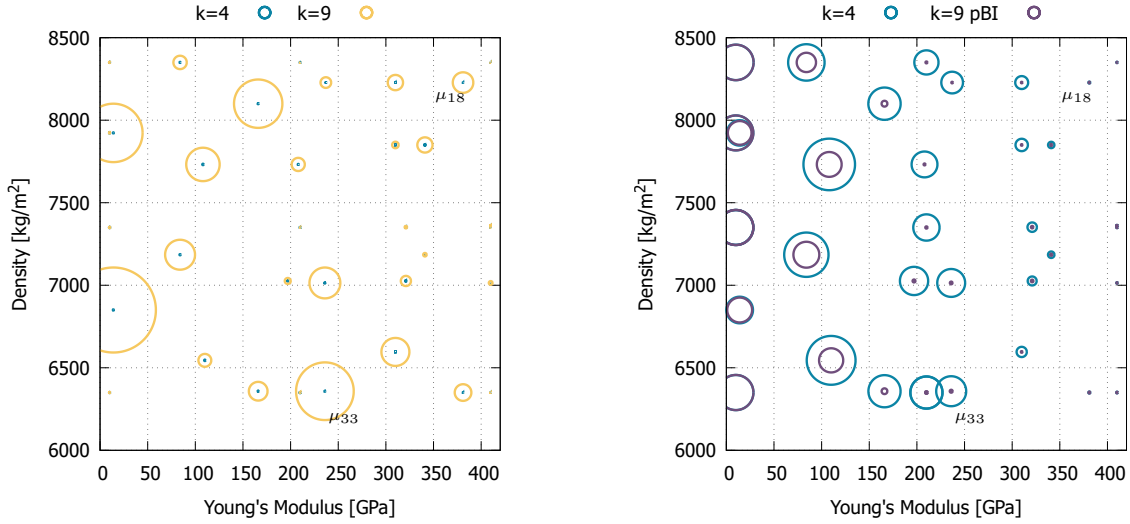 k=4 k=9
8500
8000
7500
7000
6500
6000
Density [kg/m²]
μ₁₈
μ₃₃
0 50 100 150 200 250 300 350 400
Young's Modulus [GPa]
k=4 k=9 pBI
8500
8000
7500
7000
6500
6000
Density [kg/m²]
μ₁₈
μ₃₃
0 50 100 150 200 250 300 350 400
Young's Modulus [GPa]